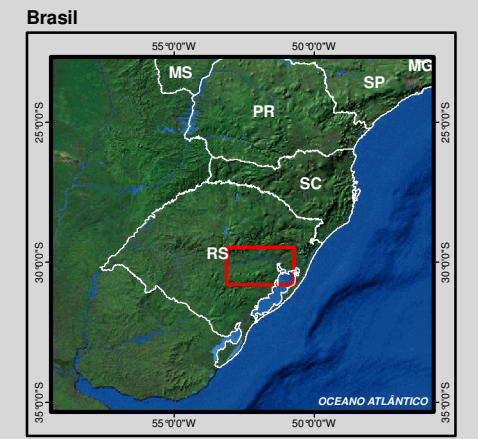 Brasil
55°0'0"W 50°0'0"W
MG
MS
SP
PR
25°0'0"S 25°0'0"S
SC
RS
30°0'0"S 30°0'0"S
OCEANO ATLÂNTICO
35°0'0"S 35°0'0"S
55°0'0"W 50°0'0"W